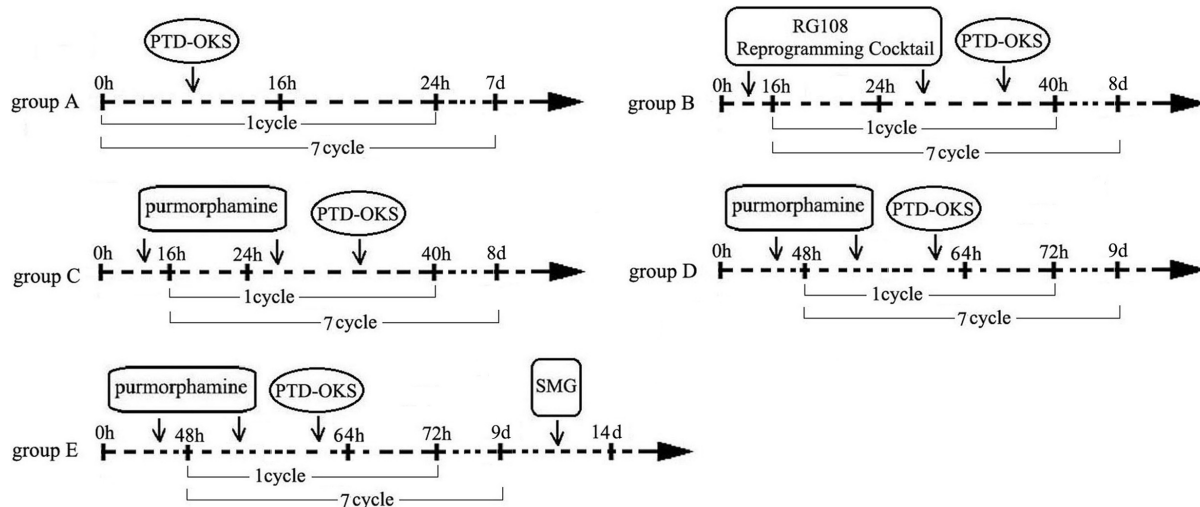 PTD-OKS
0h 16h 24h 7d
group A
1cycle
7 cycle
RG108
Reprogramming Cocktail
PTD-OKS
0h 16h 24h 40h 8d
group B
1cycle
7 cycle
purmorphamine
PTD-OKS
0h 16h 24h 40h 8d
group C
1cycle
7 cycle
purmorphamine
PTD-OKS
0h 48h 64h 72h 9d
group D
1cycle
7 cycle
purmorphamine
PTD-OKS
SMG
0h 48h 64h 72h 9d 14d
group E
1cycle
7 cycle